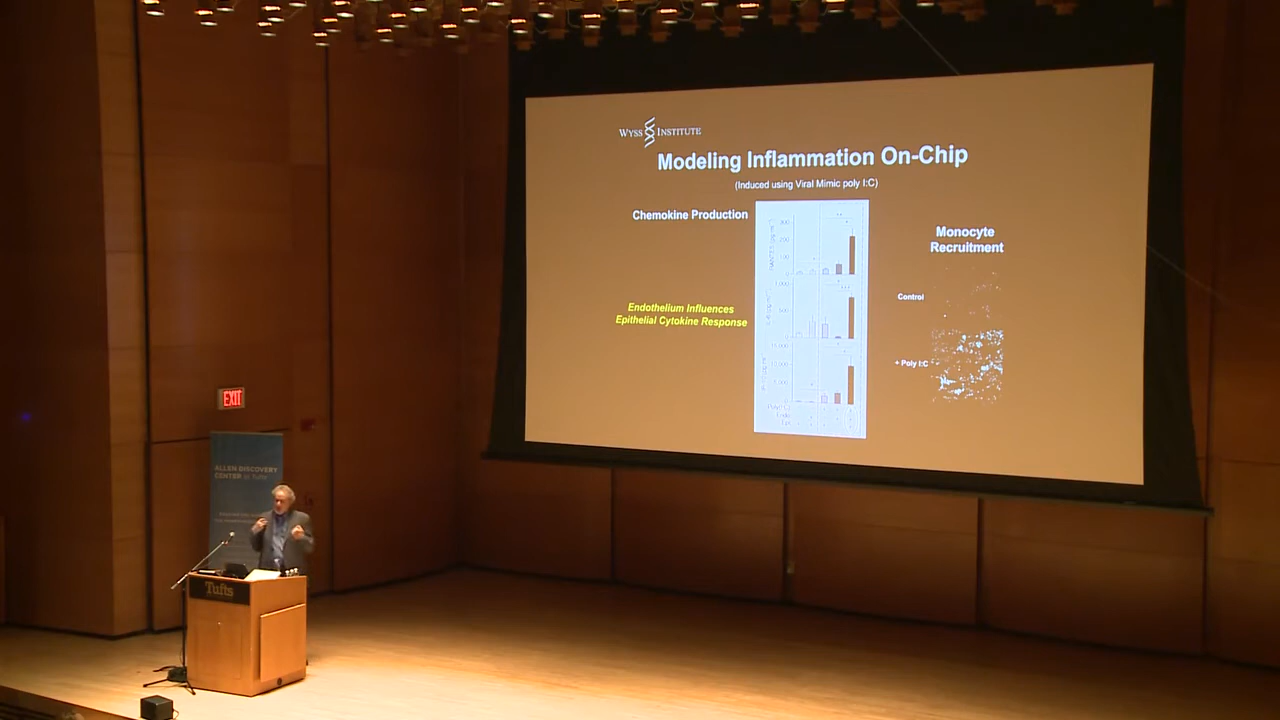 WYSS INSTITUTE
Modeling Inflammation On-Chip
(Induced using Viral Mimic poly I:C)
Chemokine Production
Monocyte
Recruitment
Control
Endothelium Influences
Epithelial Cytokine Response
+ Poly I:C
EXIT
ALLEN DISCOVERY
CENTER at Tufts
Tufts